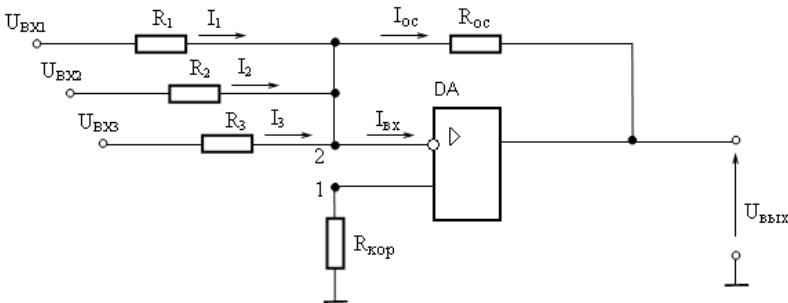 Uвх1
R1
I1
Iос
Rос
Uвх2
R2
I2
Uвх3
R3
I3
Iвх
DA
2
1
Rкор
Uвых